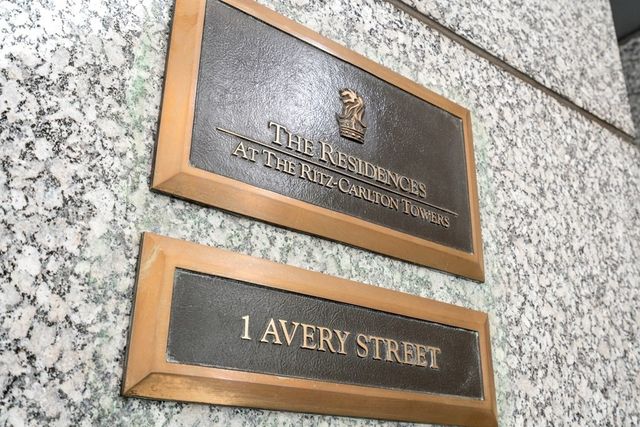 THE RESIDENCES
AT THE RITZ-CARLTON TOWERS
1 AVERY STREET